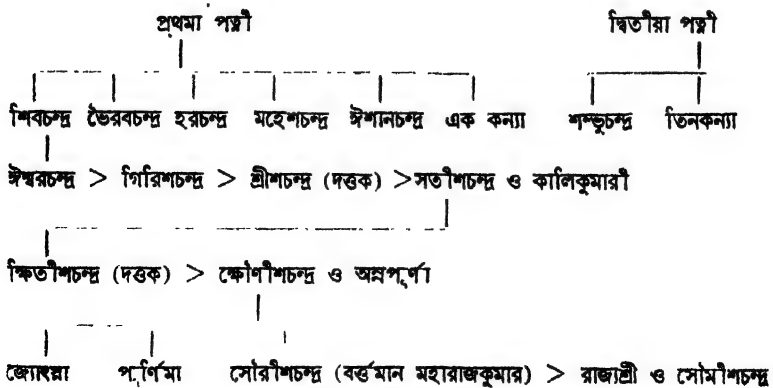 প্রথমা পত্নী দ্বিতীয়া পত্নী
শিবচন্দ্র ভৈরবচন্দ্র হরচন্দ্র মহেশচন্দ্র ঈশানচন্দ্র এক কন্যা শম্ভুচন্দ্র তিনকন্যা
ঈশ্বরচন্দ্র > গিরিশচন্দ্র > শ্রীশচন্দ্র (দত্তক) >সতীশচন্দ্র ও কালিকুমারী
ক্ষিতীশচন্দ্র (দত্তক) > ক্ষৌণীশচন্দ্র ও অন্নপূর্ণা
জ্যোৎস্না পূর্ণিমা সৌরীশচন্দ্র (বর্ত্তমান মহারাজকুমার) > রাজশ্রী ও সৌমীশচন্দ্র